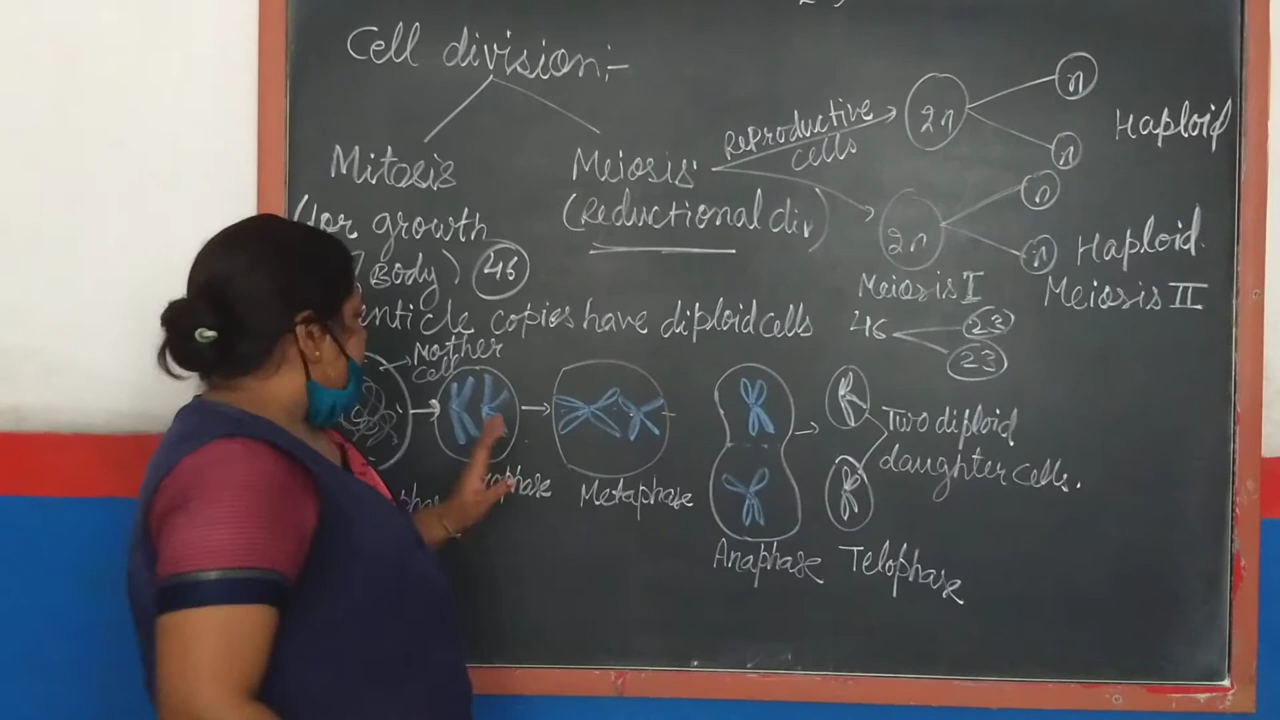 Cell division:-
Mitosis
(for growth
Body) 46
Meiosis
(Reductional div)
Reproductive
cells
2n
n
n
Haploid
2n
n
n
Haploid.
Meiosis I
Meiosis II
46
23
23
copies have diploid cells
Mother
cell
Metaphase
Anaphase
Telophase
Two diploid
daughter cells.